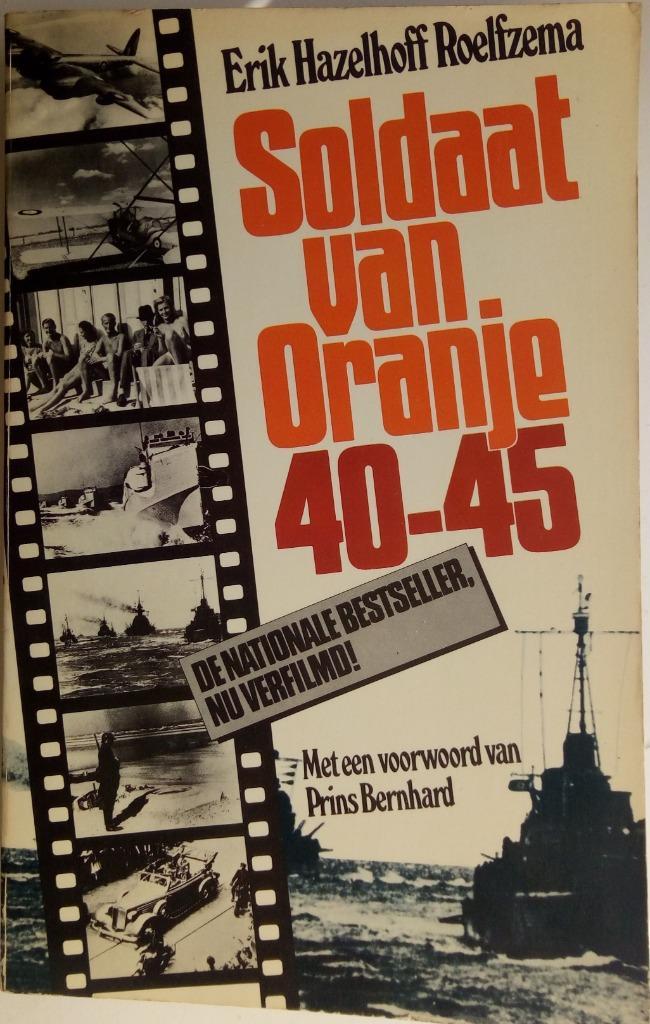 Erik Hazelhoff Roelfzema
Soldaat
van
Oranje
40-45
DE NATIONALE BESTSELLER,
NU VERFILMD!
Met een voorwoord van
Prins Bernhard